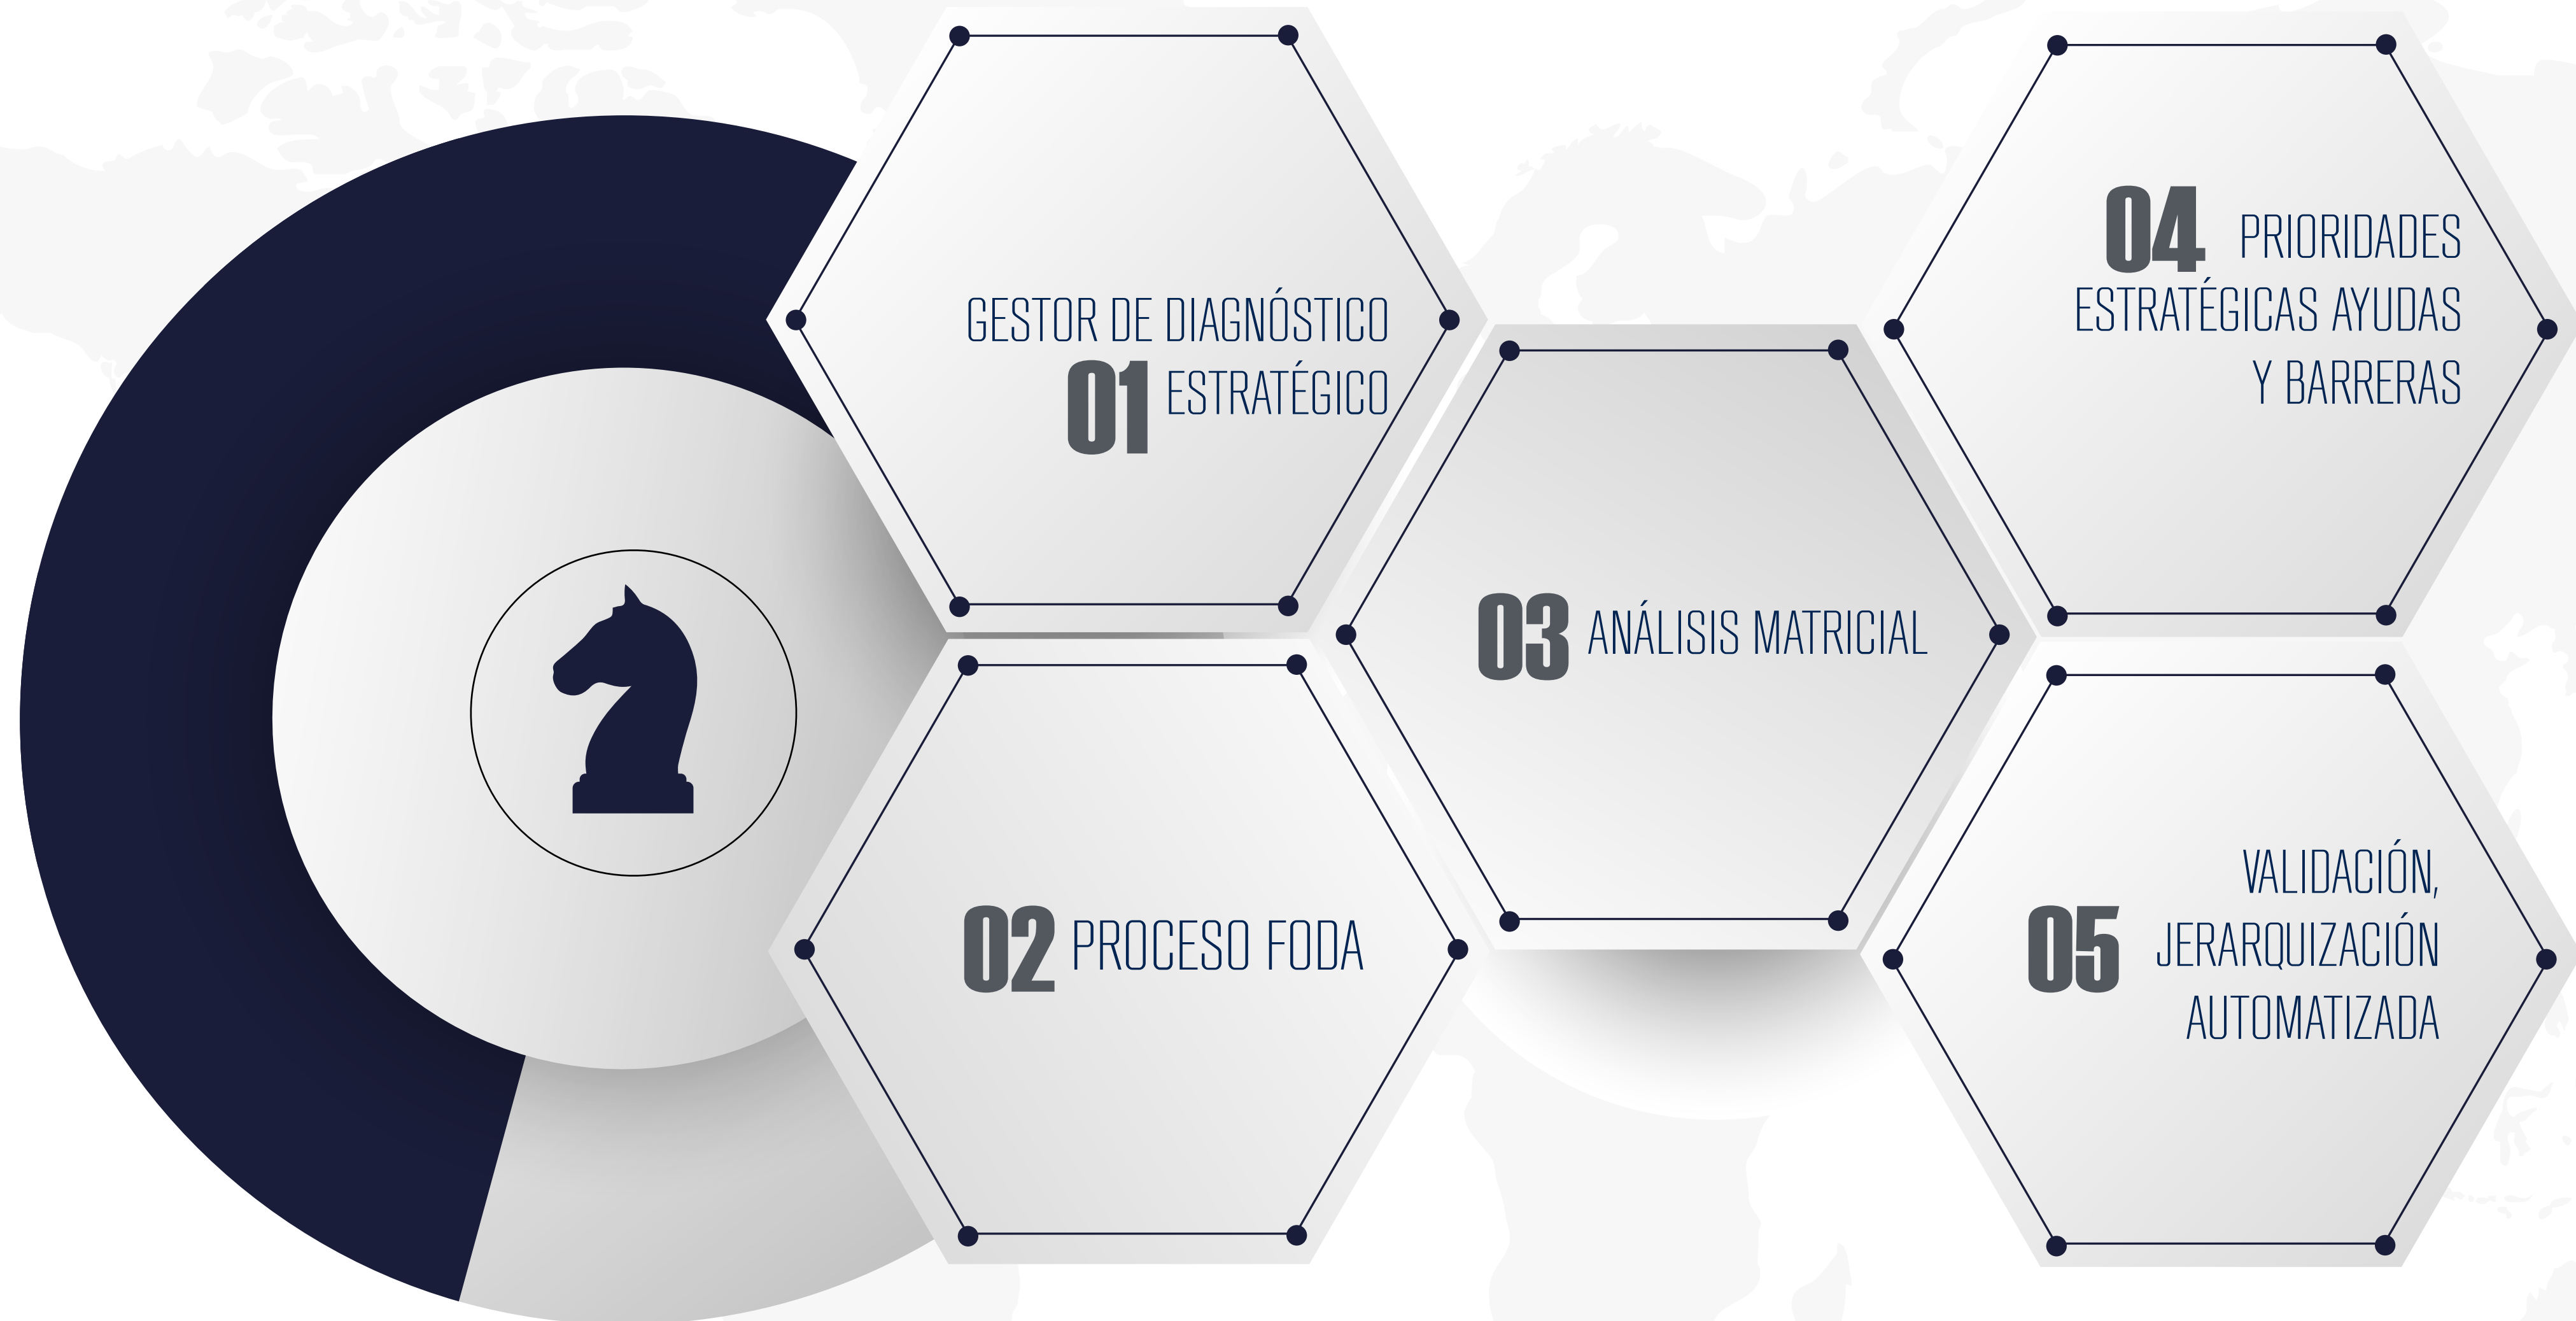 GESTOR DE DIAGNÓSTICO
01 ESTRATÉGICO
02 PROCESO FODA
03 ANÁLISIS MATRICIAL
04 PRIORIDADES
ESTRATÉGICAS AYUDAS
Y BARRERAS
VALIDACIÓN,
05 JERARQUIZACIÓN
AUTOMATIZADA